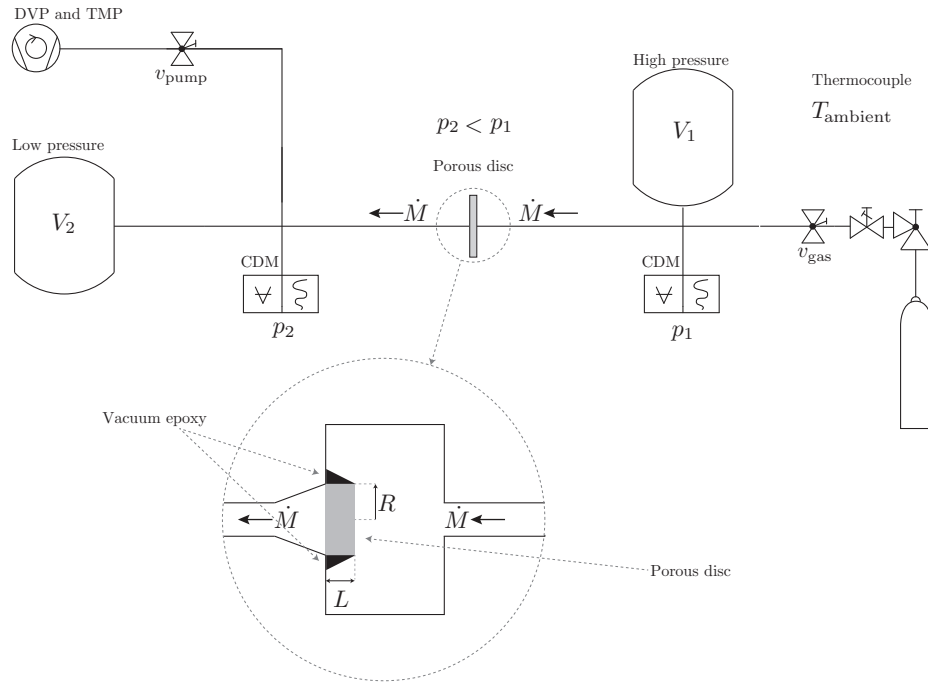 DVP and TMP
v_pump
High pressure
Thermocouple
T_ambient
p_2 < p_1
V_1
Low pressure
Porous disc
V_2
Ṁ
Ṁ
v_gas
CDM
CDM
p_2
p_1
Vacuum epoxy
R
Ṁ
Ṁ
Porous disc
L